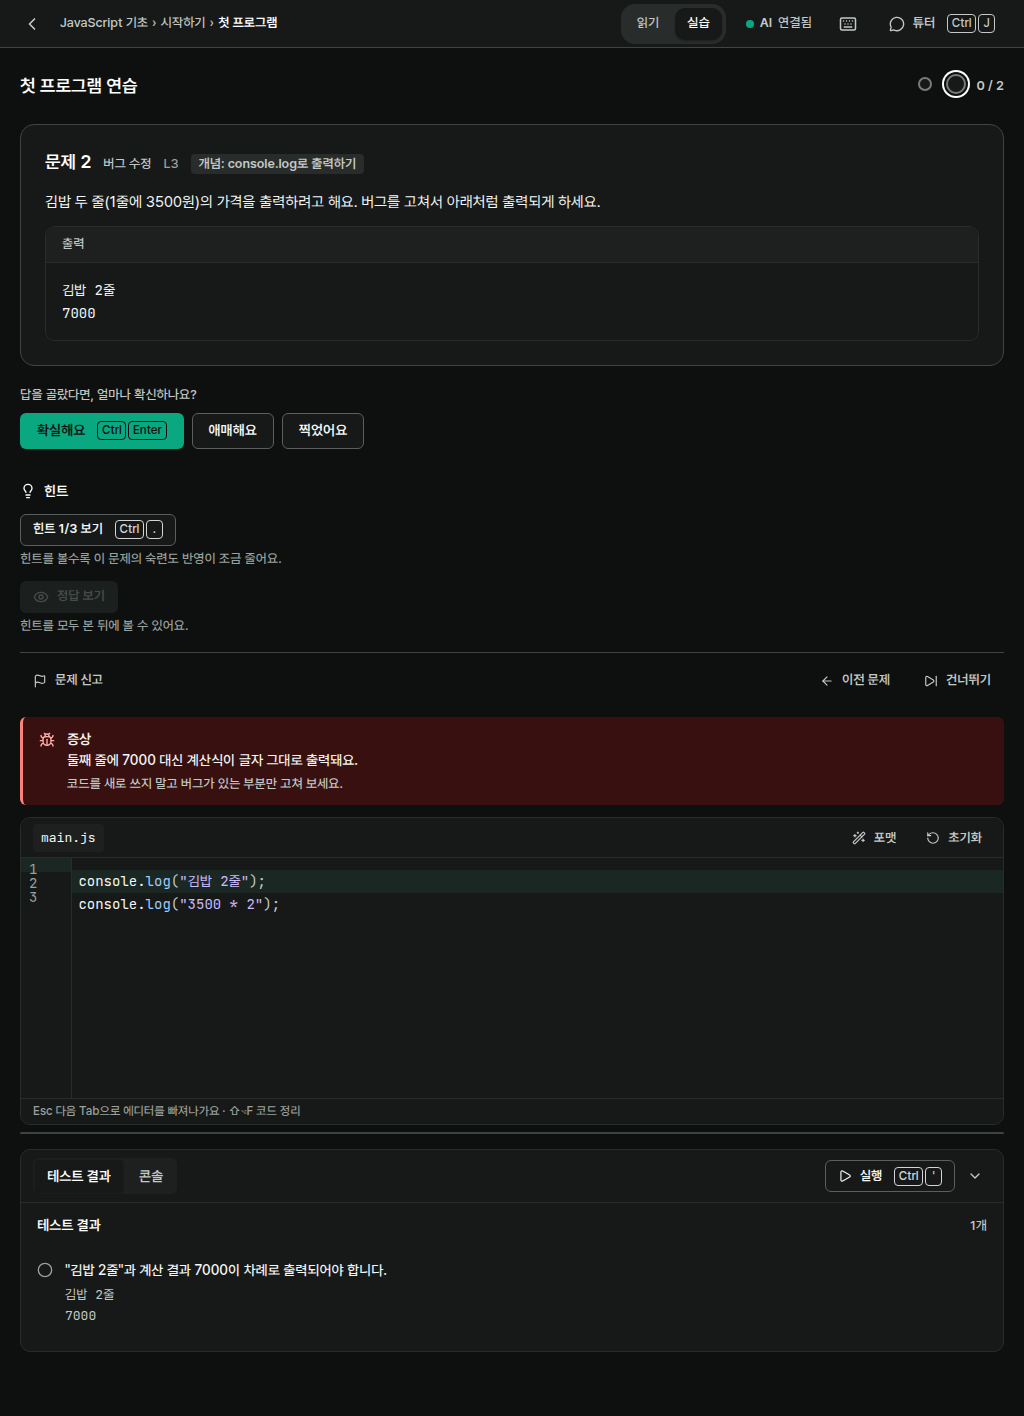 JavaScript 기초 › 시작하기 › 첫 프로그램
읽기 실습 AI 연결됨 튜터 Ctrl J
첫 프로그램 연습
0 / 2
문제 2 버그 수정 L3 개념: console.log로 출력하기
김밥 두 줄(1줄에 3500원)의 가격을 출력하려고 해요. 버그를 고쳐서 아래처럼 출력되게 하세요.
출력
김밥 2줄
7000
답을 골랐다면, 얼마나 확신하나요?
확실해요 Ctrl Enter 애매해요 찍었어요
힌트
힌트 1/3 보기 Ctrl .
힌트를 볼수록 이 문제의 숙련도 반영이 조금 줄어요.
정답 보기
힌트를 모두 본 뒤에 볼 수 있어요.
문제 신고 이전 문제 건너뛰기
증상
둘째 줄에 7000 대신 계산식이 글자 그대로 출력돼요.
코드를 새로 쓰지 말고 버그가 있는 부분만 고쳐 보세요.
main.js 포맷 초기화
1 console.log("김밥 2줄");
2 console.log("3500 * 2");
3
Esc 다음 Tab으로 에디터를 빠져나가요 · ⇧⌥F 코드 정리
테스트 결과 콘솔 실행 Ctrl '
테스트 결과 1개
"김밥 2줄"과 계산 결과 7000이 차례로 출력되어야 합니다.
김밥 2줄
7000